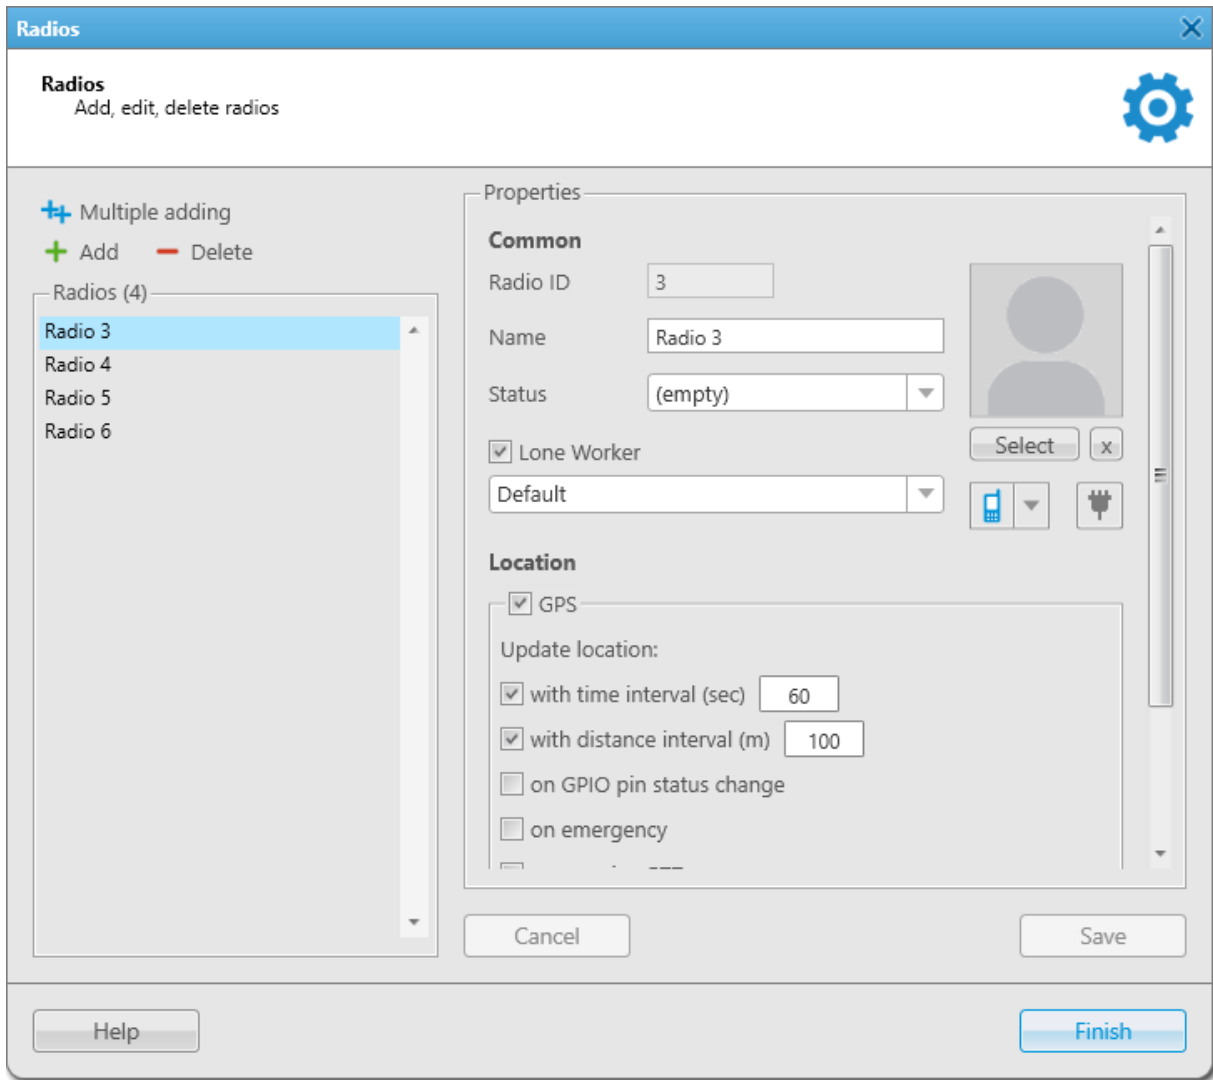 Radios
Radios
Add, edit, delete radios
Multiple adding
Add Delete
Radios (4)
Radio 3
Radio 4
Radio 5
Radio 6
Properties
Common
Radio ID 3
Name Radio 3
Status (empty)
Lone Worker
Default
Select x
Location
GPS
Update location:
with time interval (sec) 60
with distance interval (m) 100
on GPIO pin status change
on emergency
Cancel Save
Help Finish